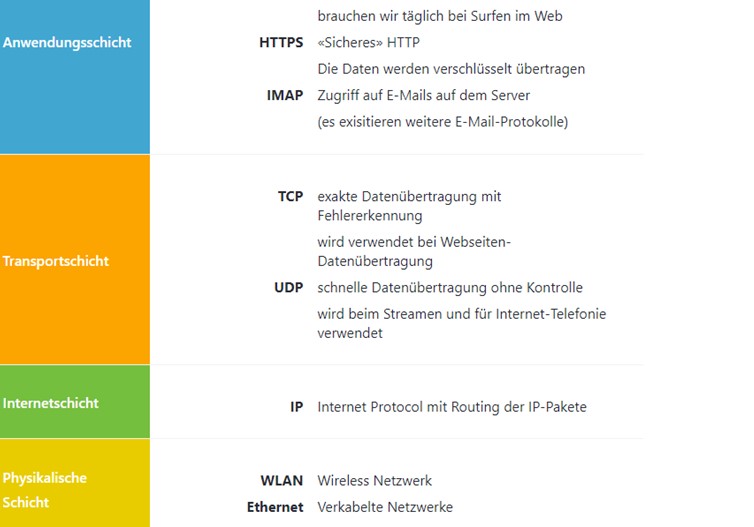 brauchen wir täglich bei Surfen im Web
Anwendungsschicht
HTTPS «Sicheres» HTTP
Die Daten werden verschlüsselt übertragen
IMAP Zugriff auf E-Mails auf dem Server
(es exisitieren weitere E-Mail-Protokolle)
TCP exakte Datenübertragung mit
Fehlererkennung
wird verwendet bei Webseiten-
Datenübertragung
Transportschicht
UDP schnelle Datenübertragung ohne Kontrolle
wird beim Streamen und für Internet-Telefonie
verwendet
Internetschicht
IP Internet Protocol mit Routing der IP-Pakete
Physikalische
Schicht
WLAN Wireless Netzwerk
Ethernet Verkabelte Netzwerke